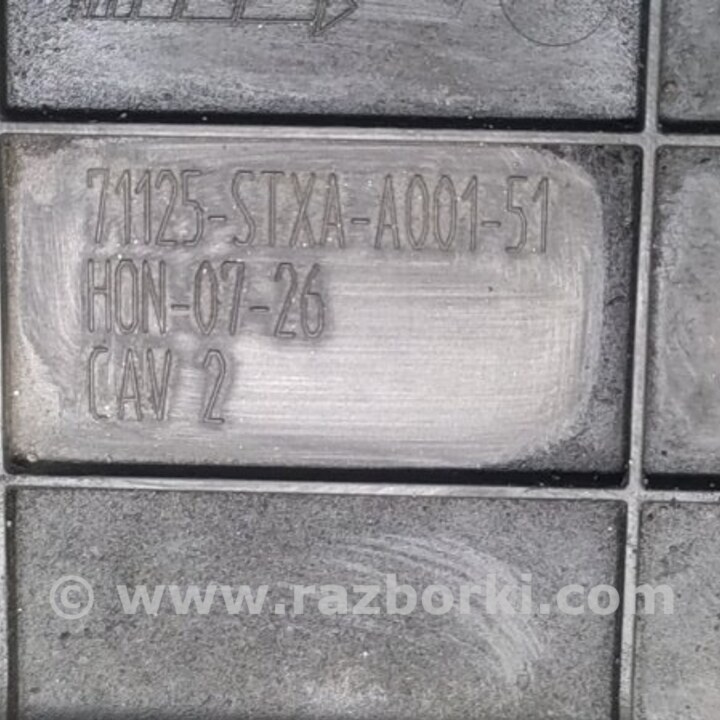 71125-STXA-A001-51
HON-07-26
CAV 2
© www.razborki.com